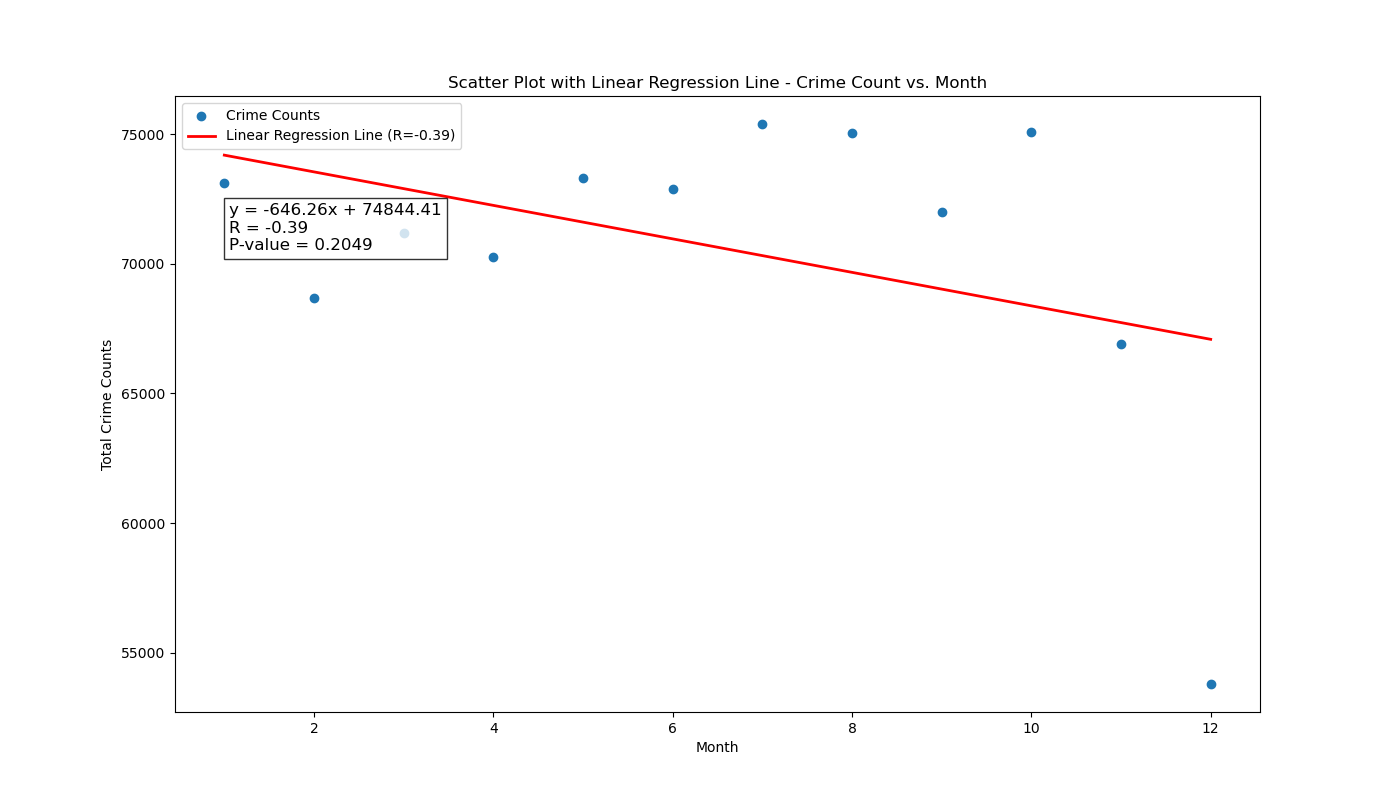 Scatter Plot with Linear Regression Line - Crime Count vs. Month
Crime Counts
Linear Regression Line (R=-0.39)
y = -646.26x + 74844.41
R = -0.39
P-value = 0.2049
Total Crime Counts
75000
70000
65000
60000
55000
2 4 6 8 10 12
Month